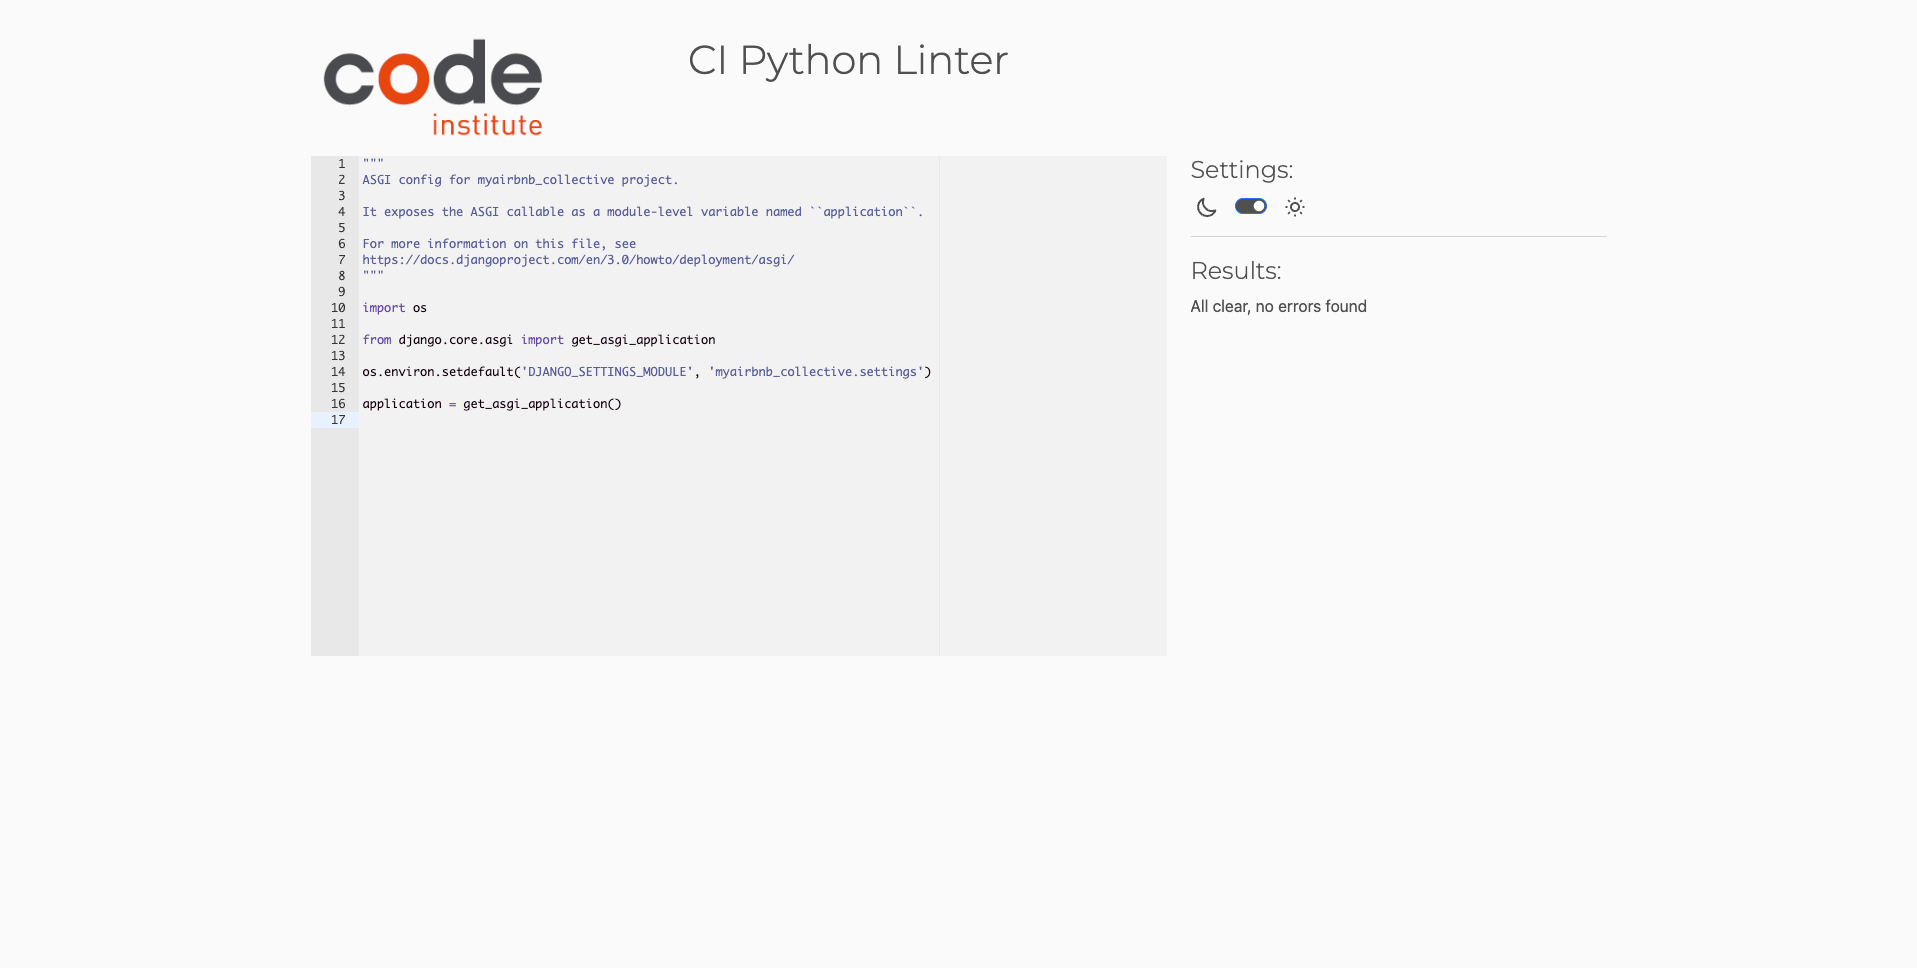 code
institute
CI Python Linter
1 """
2 ASGI config for myairbnb_collective project.
3
4 It exposes the ASGI callable as a module-level variable named ``application``.
5
6 For more information on this file, see
7 https://docs.djangoproject.com/en/3.0/howto/deployment/asgi/
8 """
9
10 import os
11
12 from django.core.asgi import get_asgi_application
13
14 os.environ.setdefault('DJANGO_SETTINGS_MODULE', 'myairbnb_collective.settings')
15
16 application = get_asgi_application()
17
Settings:
Results:
All clear, no errors found